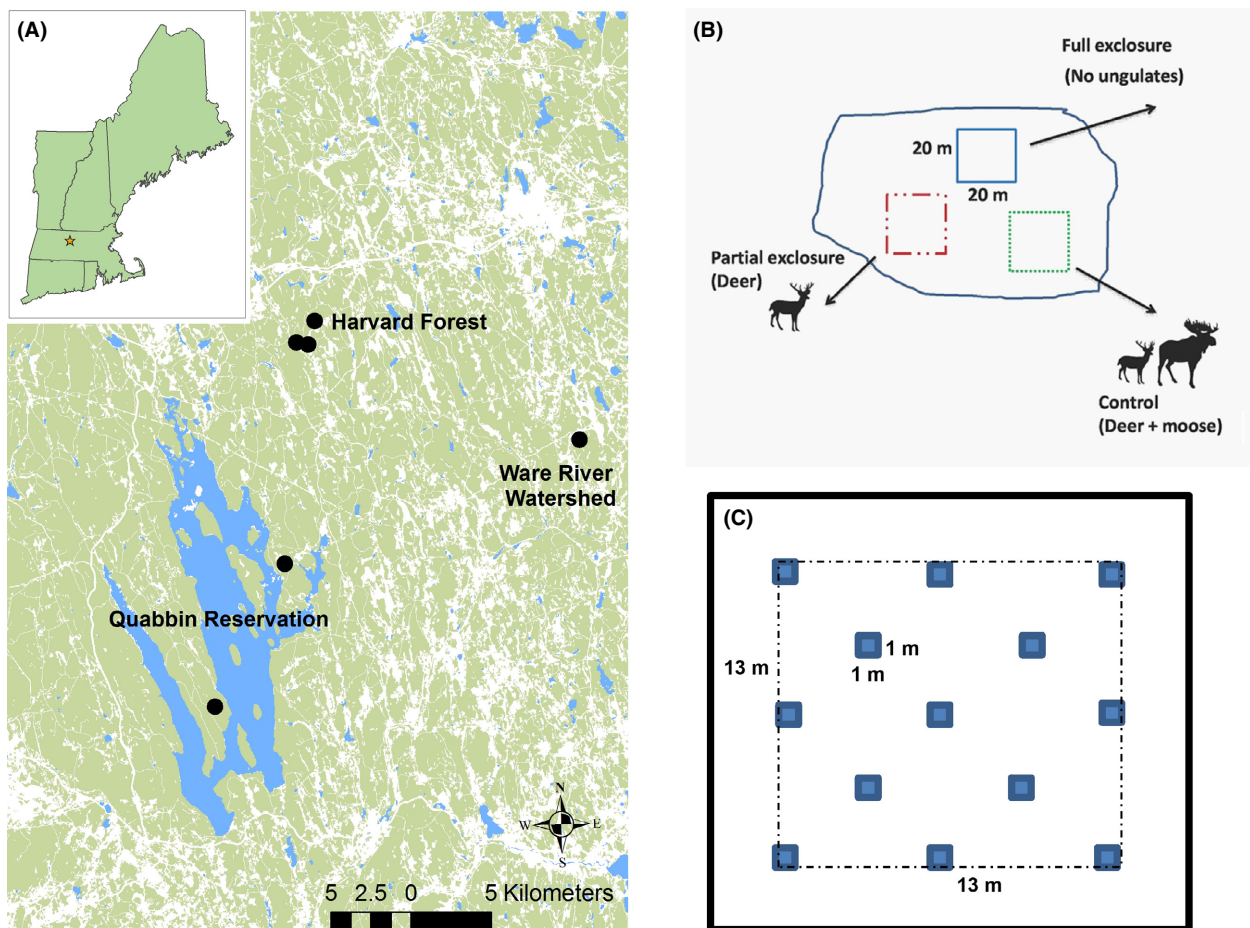 (A)
Harvard Forest
Ware River
Watershed
Quabbin Reservation
N
W
E
S
5 2.5 0 5 Kilometers
(B)
Full exclosure
(No ungulates)
20 m
20 m
Partial exclosure
(Deer)
Control
(Deer + moose)
(C)
1 m
1 m
13 m
13 m